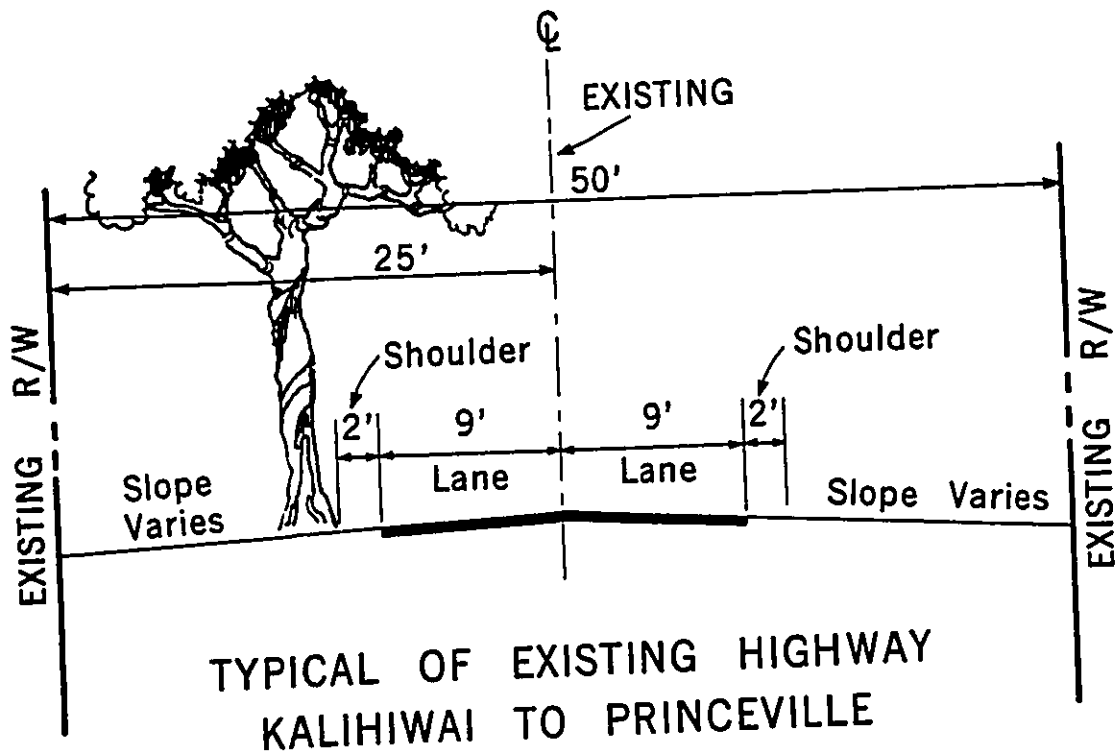 ℄
EXISTING
50'
25'
EXISTING R/W
EXISTING R/W
Shoulder
Shoulder
2'
9'
9'
2'
Lane
Lane
Slope
Varies
Slope Varies
TYPICAL OF EXISTING HIGHWAY
KALIHIWAI TO PRINCEVILLE